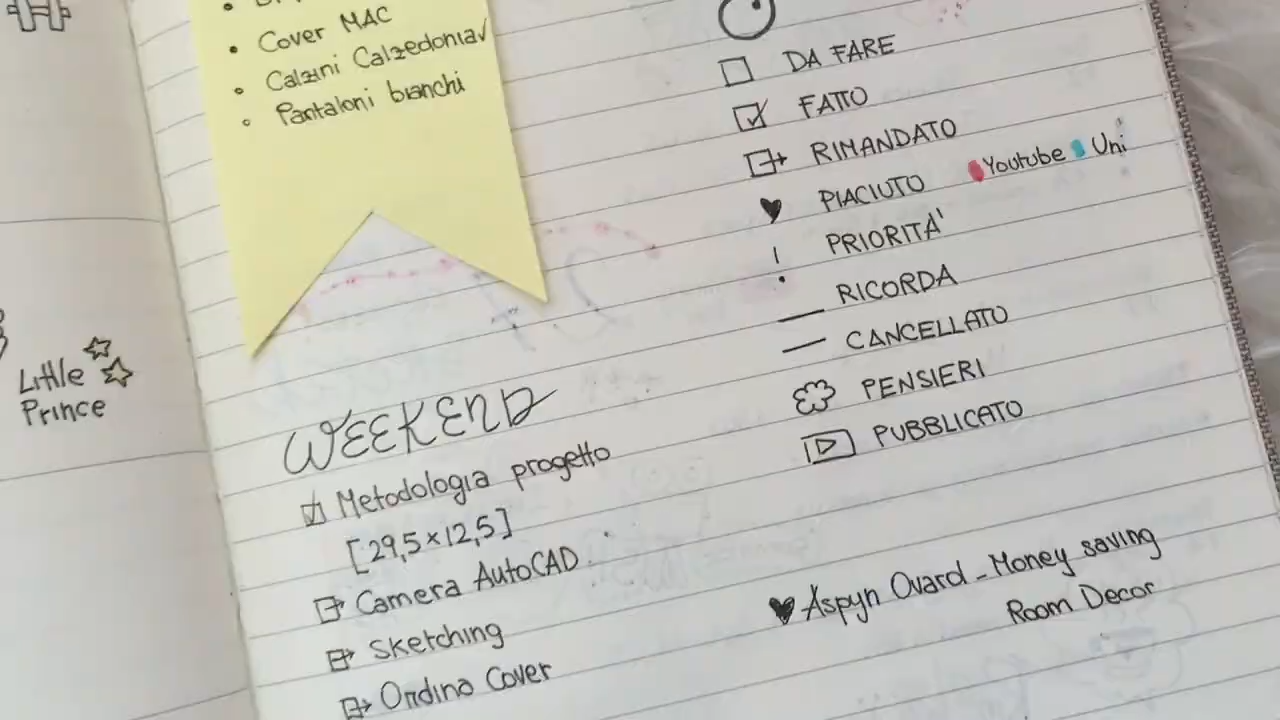 Cover MAC
Calzini Calzedonia√
Pantaloni bianchi
Little
Prince
WEEKEND
Metodologia progetto
[29,5×12,5]
Camera AutoCAD
Sketching
Ordina Cover
DA FARE
FATTO
RIMANDATO
PIACIUTO
Youtube Uni
PRIORITA'
RICORDA
CANCELLATO
PENSIERI
PUBBLICATO
Aspyn Ovard - Money saving
Room Decor